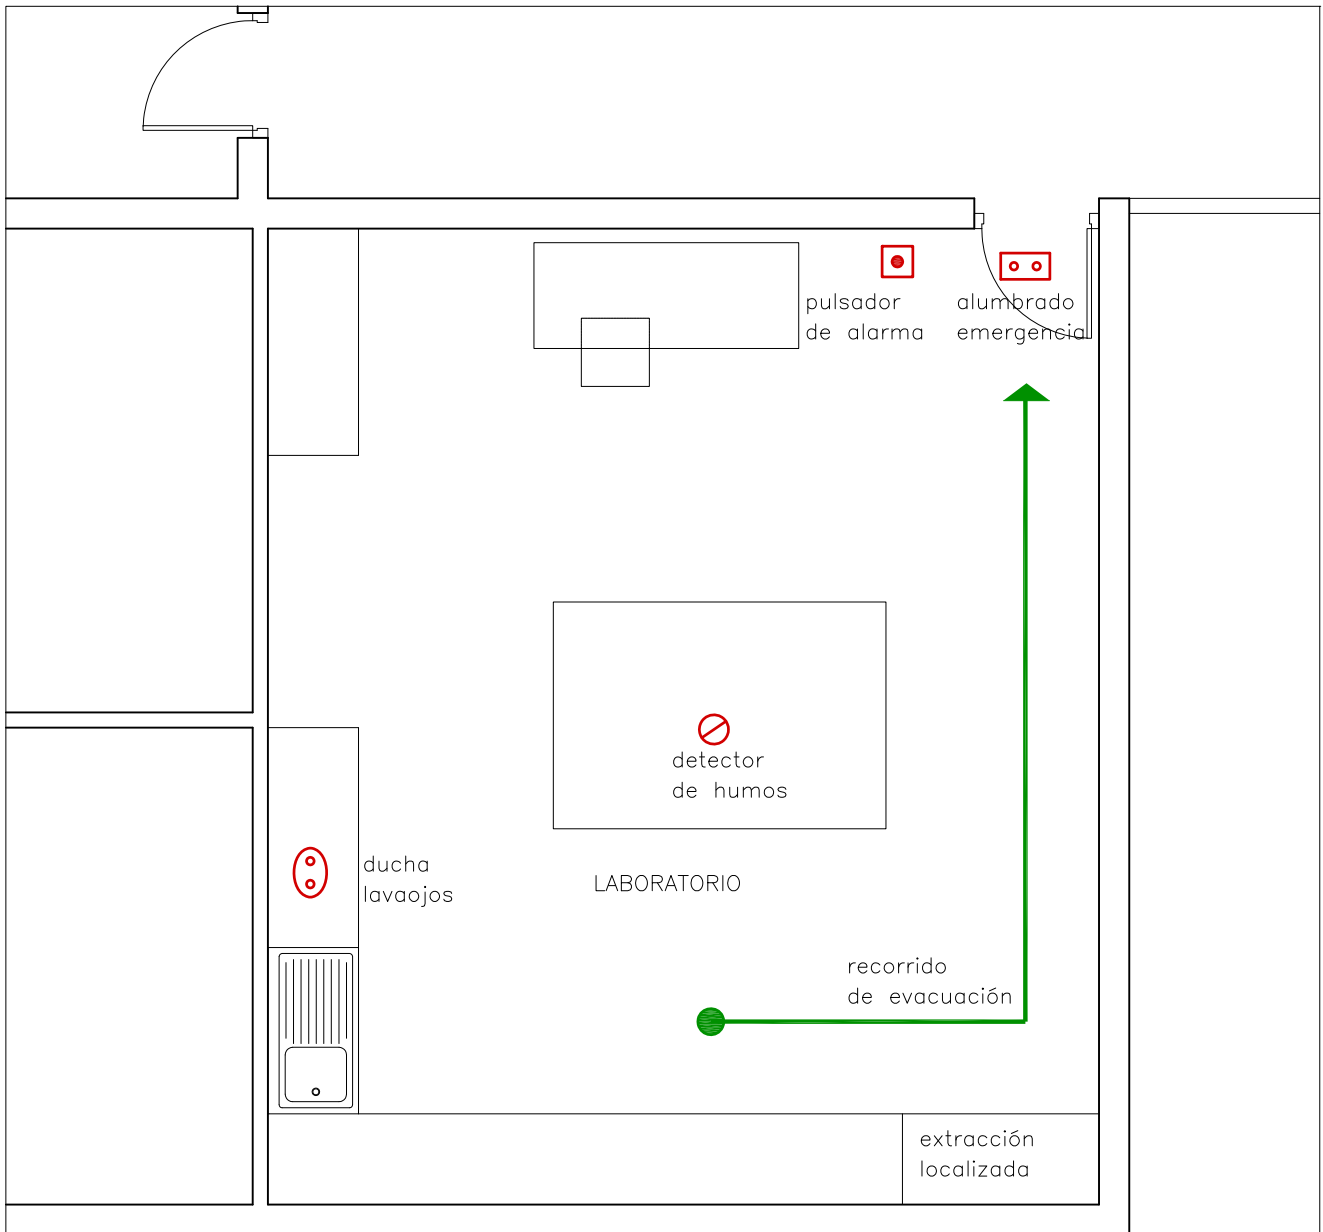 pulsador
de alarma
alumbrado
emergencia
detector
de humos
ducha
lavaojos
LABORATORIO
recorrido
de evacuación
extracción
localizada